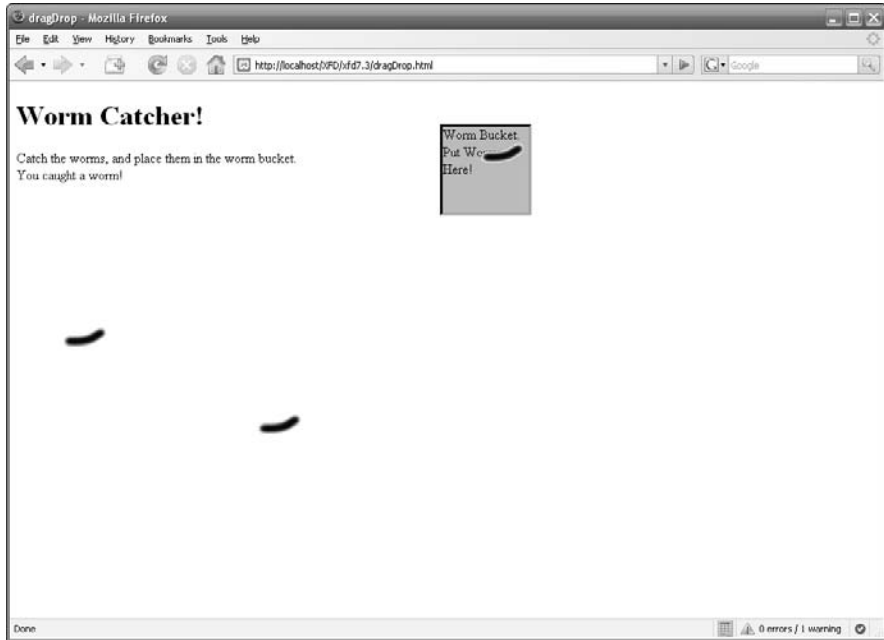 dragDrop - Mozilla Firefox
File Edit View History Bookmarks Tools Help
http://localhost/XFD/xfd7.3/dragDrop.html
Google
Worm Catcher!
Catch the worms, and place them in the worm bucket.
You caught a worm!
Worm Bucket.
Put
Here!
Done
0 errors / 1 warning